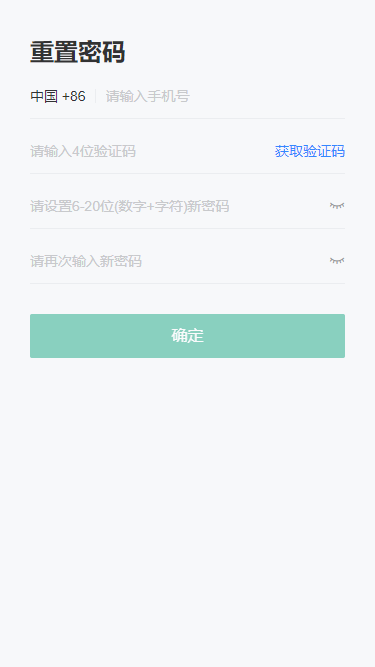 重置密码
中国 +86 请输入手机号
请输入4位验证码 获取验证码
请设置6-20位(数字+字符)新密码
请再次输入新密码
确定